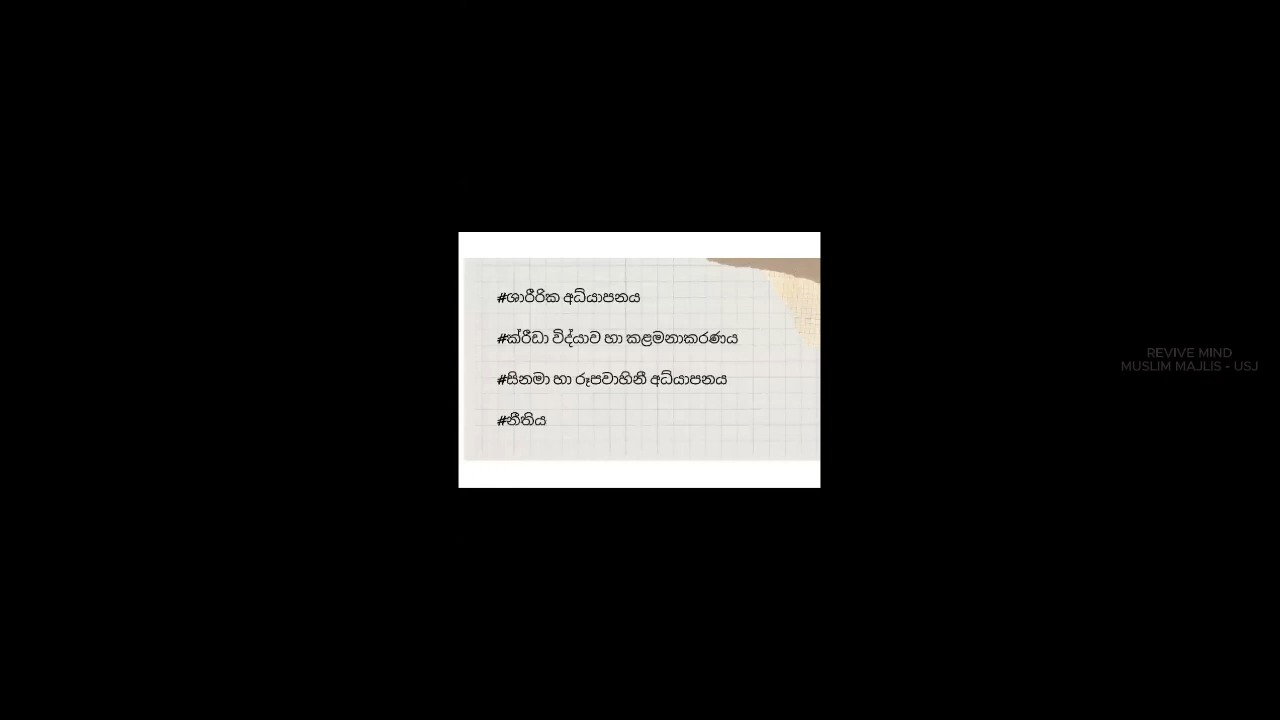 #ශාරීරික අධ්යාපනය
#ක්රීඩා විද්යාව හා කළමනාකරණය
#සිනමා හා රූපවාහිනී අධ්යාපනය
#නීතිය
REVIVE MIND
MUSLIM MAJLIS - USJ